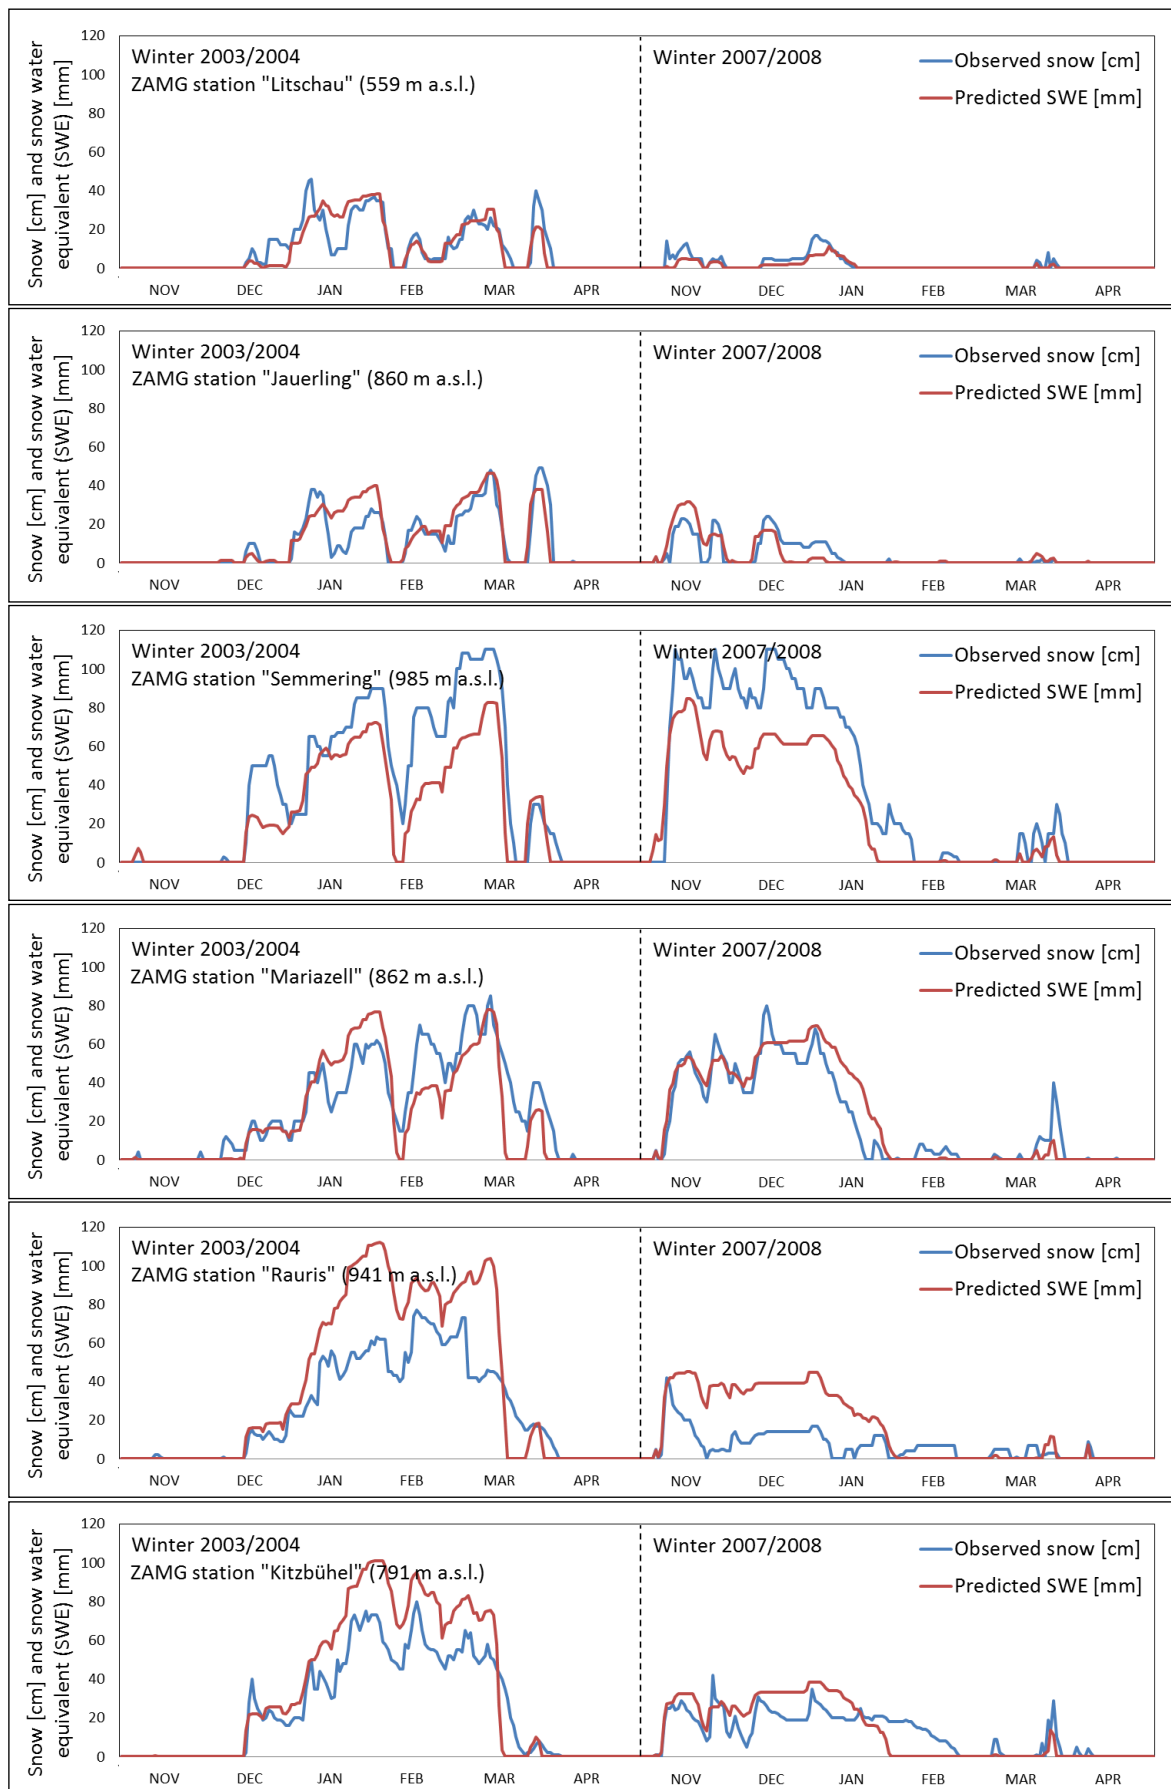 Snow [cm] and snow water
equivalent (SWE) [mm]
120
100
80
60
40
20
0
Winter 2003/2004
ZAMG station "Litschau" (559 m a.s.l.)
Winter 2007/2008
Observed snow [cm]
Predicted SWE [mm]
NOV DEC JAN FEB MAR APR NOV DEC JAN FEB MAR APR
Snow [cm] and snow water
equivalent (SWE) [mm]
120
100
80
60
40
20
0
Winter 2003/2004
ZAMG station "Jauerling" (860 m a.s.l.)
Winter 2007/2008
Observed snow [cm]
Predicted SWE [mm]
NOV DEC JAN FEB MAR APR NOV DEC JAN FEB MAR APR
Snow [cm] and snow water
equivalent (SWE) [mm]
120
100
80
60
40
20
0
Winter 2003/2004
ZAMG station "Semmering" (985 m a.s.l.)
Winter 2007/2008
Observed snow [cm]
Predicted SWE [mm]
NOV DEC JAN FEB MAR APR NOV DEC JAN FEB MAR APR
Snow [cm] and snow water
equivalent (SWE) [mm]
120
100
80
60
40
20
0
Winter 2003/2004
ZAMG station "Mariazell" (862 m a.s.l.)
Winter 2007/2008
Observed snow [cm]
Predicted SWE [mm]
NOV DEC JAN FEB MAR APR NOV DEC JAN FEB MAR APR
Snow [cm] and snow water
equivalent (SWE) [mm]
120
100
80
60
40
20
0
Winter 2003/2004
ZAMG station "Rauris" (941 m a.s.l.)
Winter 2007/2008
Observed snow [cm]
Predicted SWE [mm]
NOV DEC JAN FEB MAR APR NOV DEC JAN FEB MAR APR
Snow [cm] and snow water
equivalent (SWE) [mm]
120
100
80
60
40
20
0
Winter 2003/2004
ZAMG station "Kitzbühel" (791 m a.s.l.)
Winter 2007/2008
Observed snow [cm]
Predicted SWE [mm]
NOV DEC JAN FEB MAR APR NOV DEC JAN FEB MAR APR